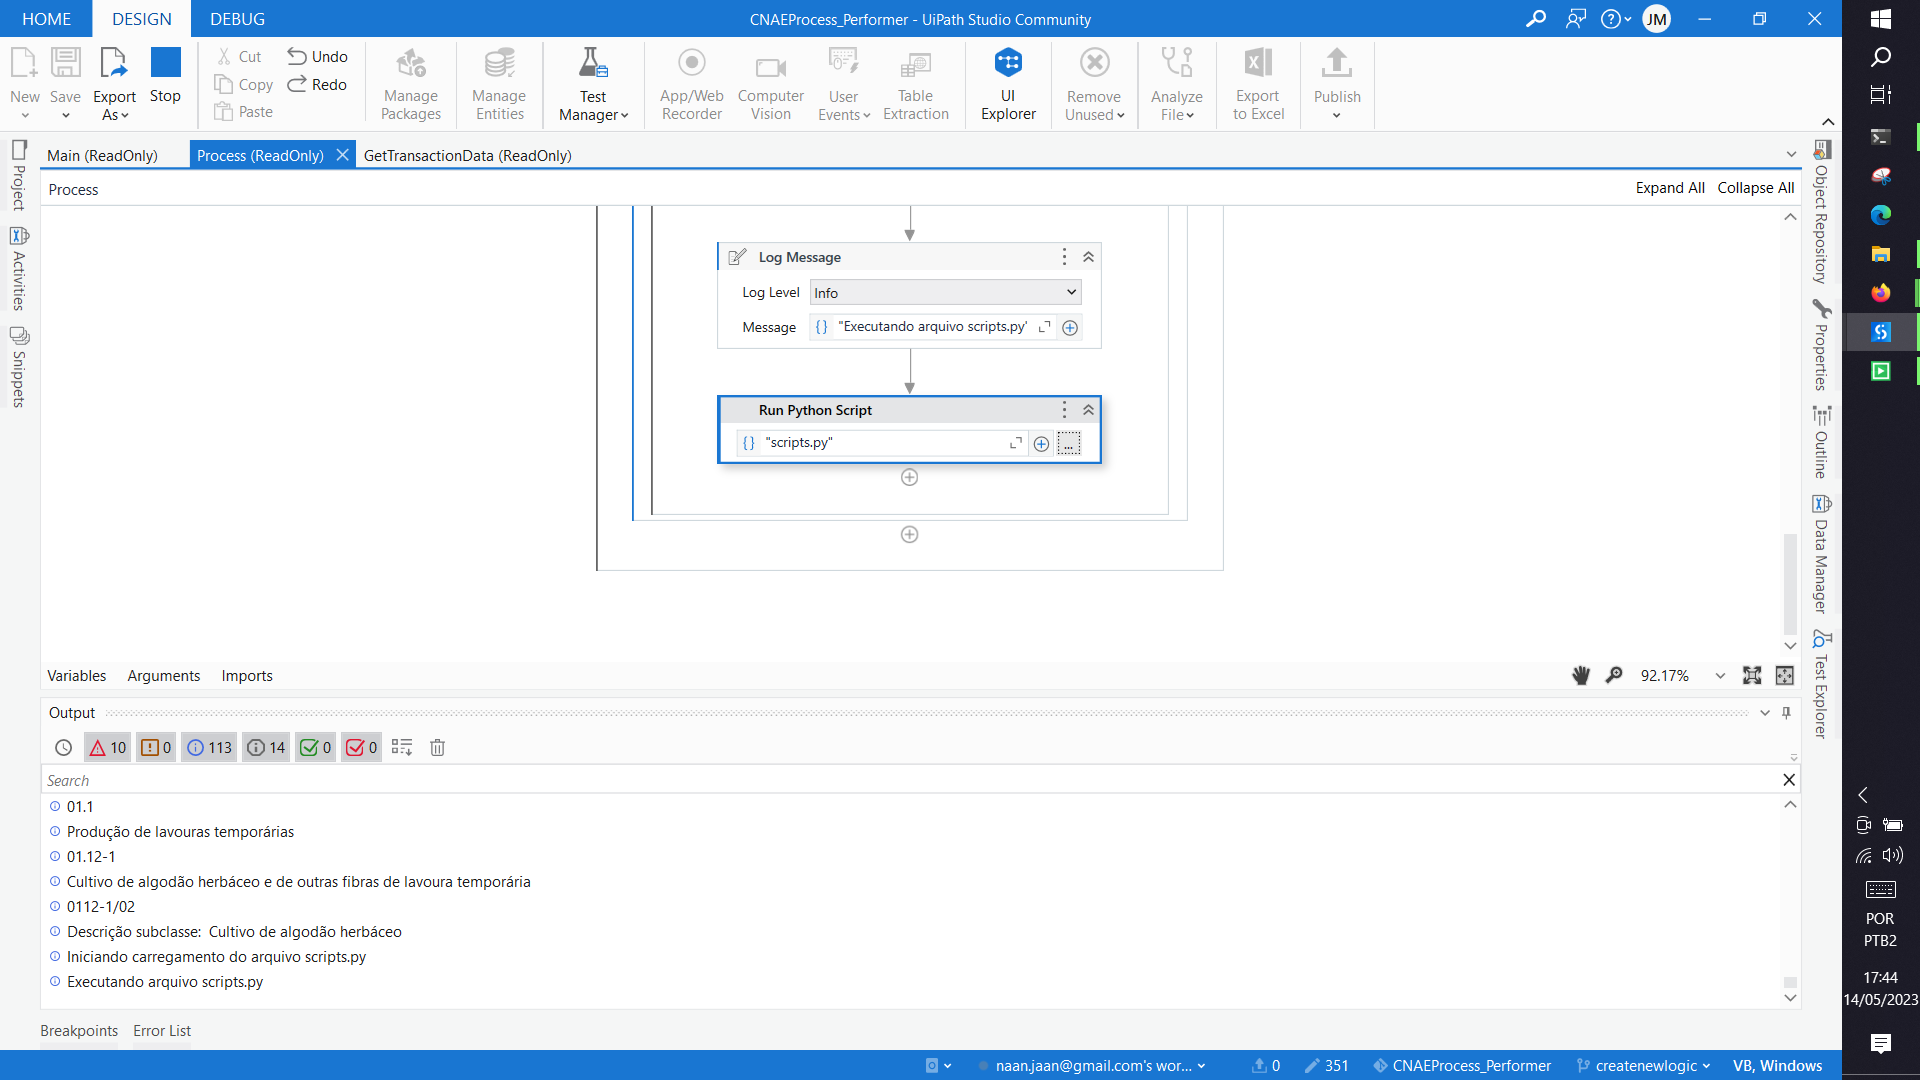 HOME DESIGN DEBUG
CNAEProcess_Performer - UiPath Studio Community
JM
New
Save
Export As
Stop
Cut
Copy
Paste
Undo
Redo
Manage Packages
Manage Entities
Test Manager
App/Web Recorder
Computer Vision
User Events
Table Extraction
UI Explorer
Remove Unused
Analyze File
Export to Excel
Publish
Main (ReadOnly)
Process (ReadOnly)
GetTransactionData (ReadOnly)
Process
Expand All Collapse All
Project
Activities
Snippets
Log Message
Log Level Info
Message {} "Executando arquivo scripts.py'
Run Python Script
{} "scripts.py"
...
Object Repository
Properties
Outline
Data Manager
Test Explorer
Variables Arguments Imports
92.17%
Output
10 0 113 14 0 0
Search
01.1
Produção de lavouras temporárias
01.12-1
Cultivo de algodão herbáceo e de outras fibras de lavoura temporária
0112-1/02
Descrição subclasse:  Cultivo de algodão herbáceo
Iniciando carregamento do arquivo scripts.py
Executando arquivo scripts.py
Breakpoints Error List
naan.jaan@gmail.com's wor... 0 351 CNAEProcess_Performer createnewlogic VB, Windows
POR
PTB2
17:44
14/05/2023